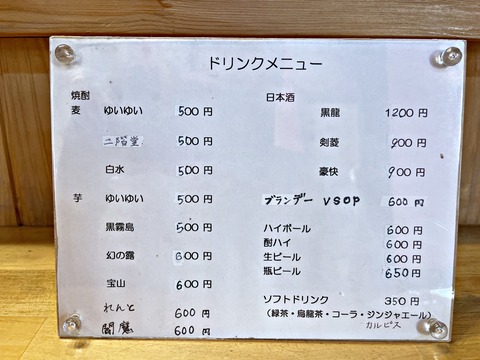 ドリンクメニュー
焼酎
麦 ゆいゆい 500円
二階堂 500円
白水 500円
芋 ゆいゆい 500円
黒霧島 500円
幻の露 600円
宝山 600円
れんと 600円
閻魔 600円
日本酒
黒龍 1200円
剣菱 900円
豪快 900円
ブランデー VSOP 600円
ハイボール 600円
酎ハイ 600円
生ビール 600円
瓶ビール 650円
ソフトドリンク 350円
(緑茶・烏龍茶・コーラ・ジンジャエール)
カルピス